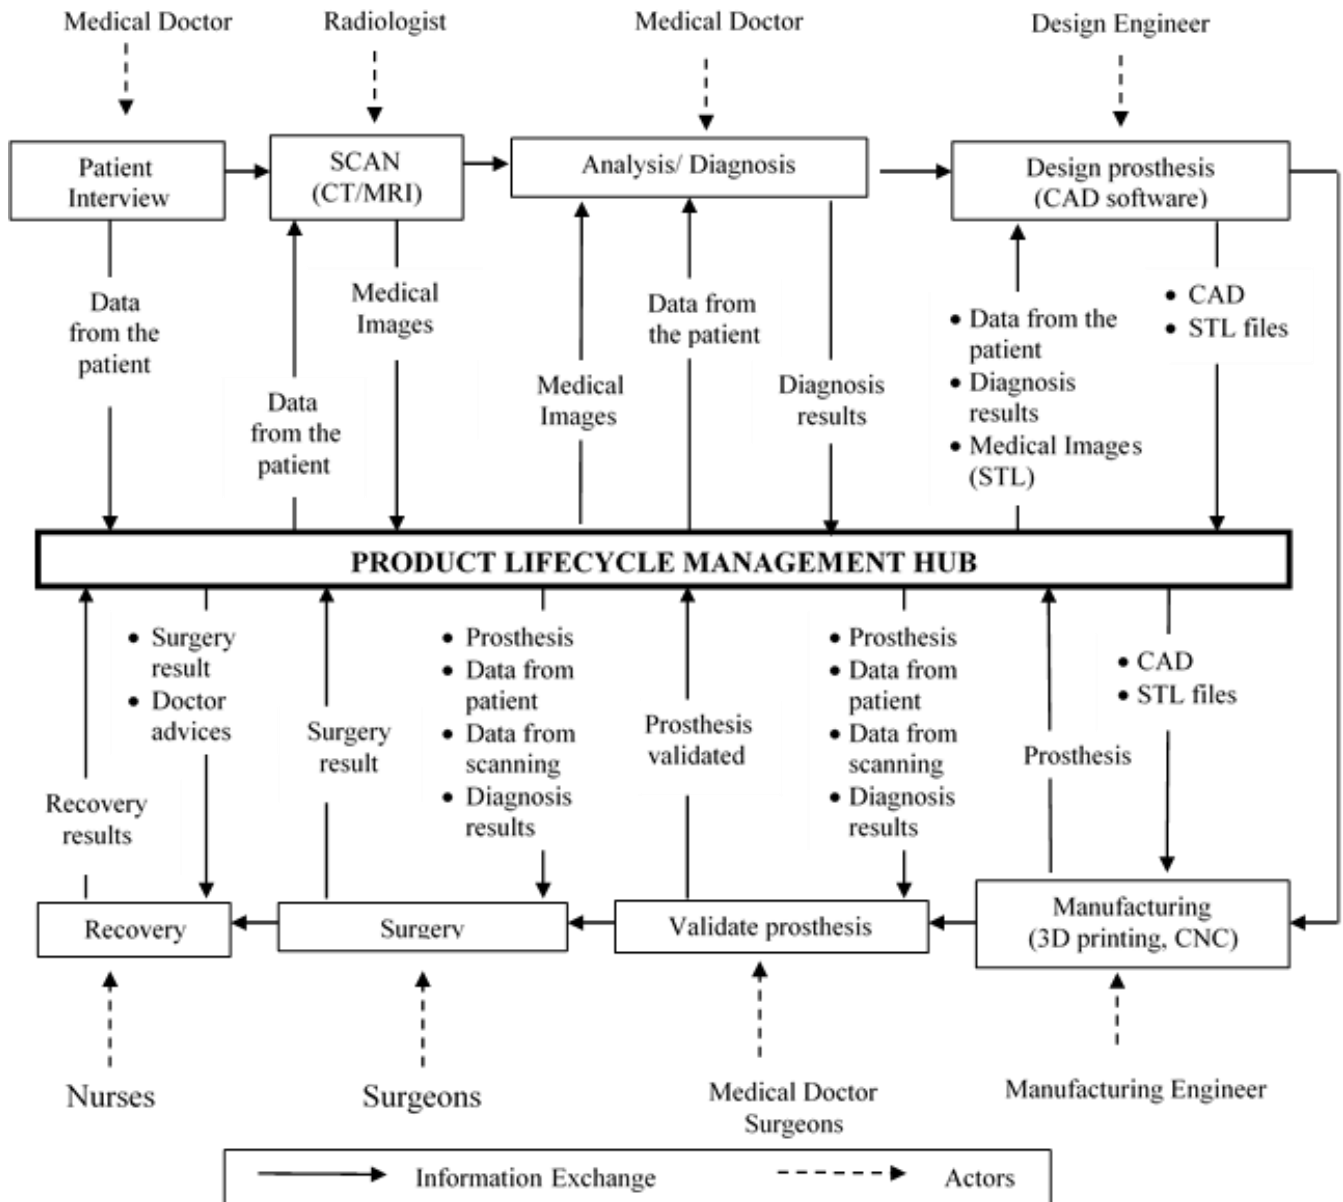 Medical Doctor
Radiologist
Medical Doctor
Design Engineer
Patient
Interview
SCAN
(CT/MRI)
Analysis/ Diagnosis
Design prosthesis
(CAD software)
Data
from the
patient
Data
from the
patient
Medical
Images
Medical
Images
Data from
the patient
Diagnosis
results
• Data from the
patient
• Diagnosis
results
• Medical Images
(STL)
• CAD
• STL files
PRODUCT LIFECYCLE MANAGEMENT HUB
Recovery
results
• Surgery
result
• Doctor
advices
Surgery
result
• Prosthesis
• Data from
patient
• Data from
scanning
• Diagnosis
results
Prosthesis
validated
• Prosthesis
• Data from
patient
• Data from
scanning
• Diagnosis
results
Prosthesis
• CAD
• STL files
Recovery
Surgery
Validate prosthesis
Manufacturing
(3D printing, CNC)
Nurses
Surgeons
Medical Doctor
Surgeons
Manufacturing Engineer
Information Exchange
Actors